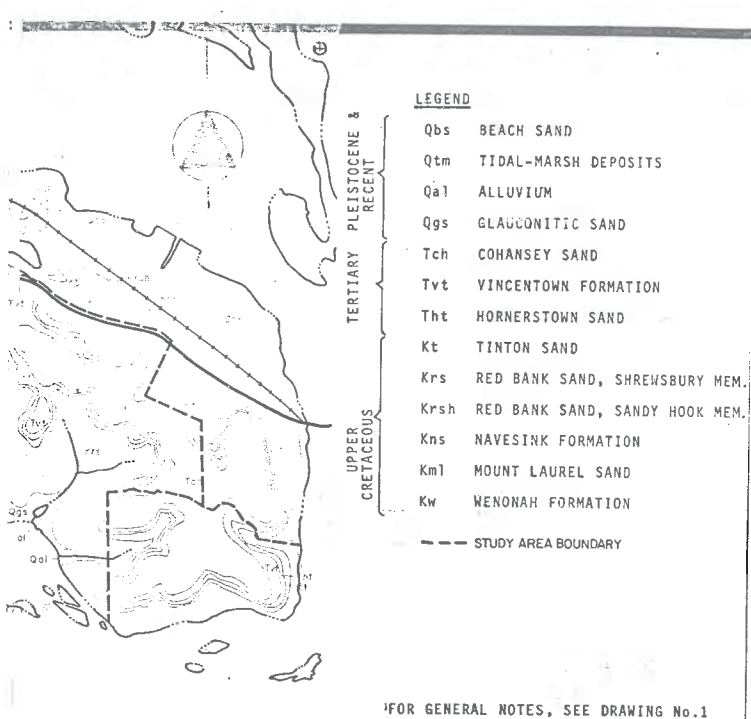 LEGEND
PLEISTOCENE & RECENT
Qbs BEACH SAND
Qtm TIDAL-MARSH DEPOSITS
Qal ALLUVIUM
Qgs GLAUCONITIC SAND
TERTIARY
Tch COHANSEY SAND
Tvt VINCENTOWN FORMATION
Tht HORNERSTOWN SAND
UPPER CRETACEOUS
Kt TINTON SAND
Krs RED BANK SAND, SHREWSBURY MEM.
Krsh RED BANK SAND, SANDY HOOK MEM.
Kns NAVESINK FORMATION
Kml MOUNT LAUREL SAND
Kw WENONAH FORMATION
STUDY AREA BOUNDARY
Tvt
Qgs
Qal
FOR GENERAL NOTES, SEE DRAWING No.1